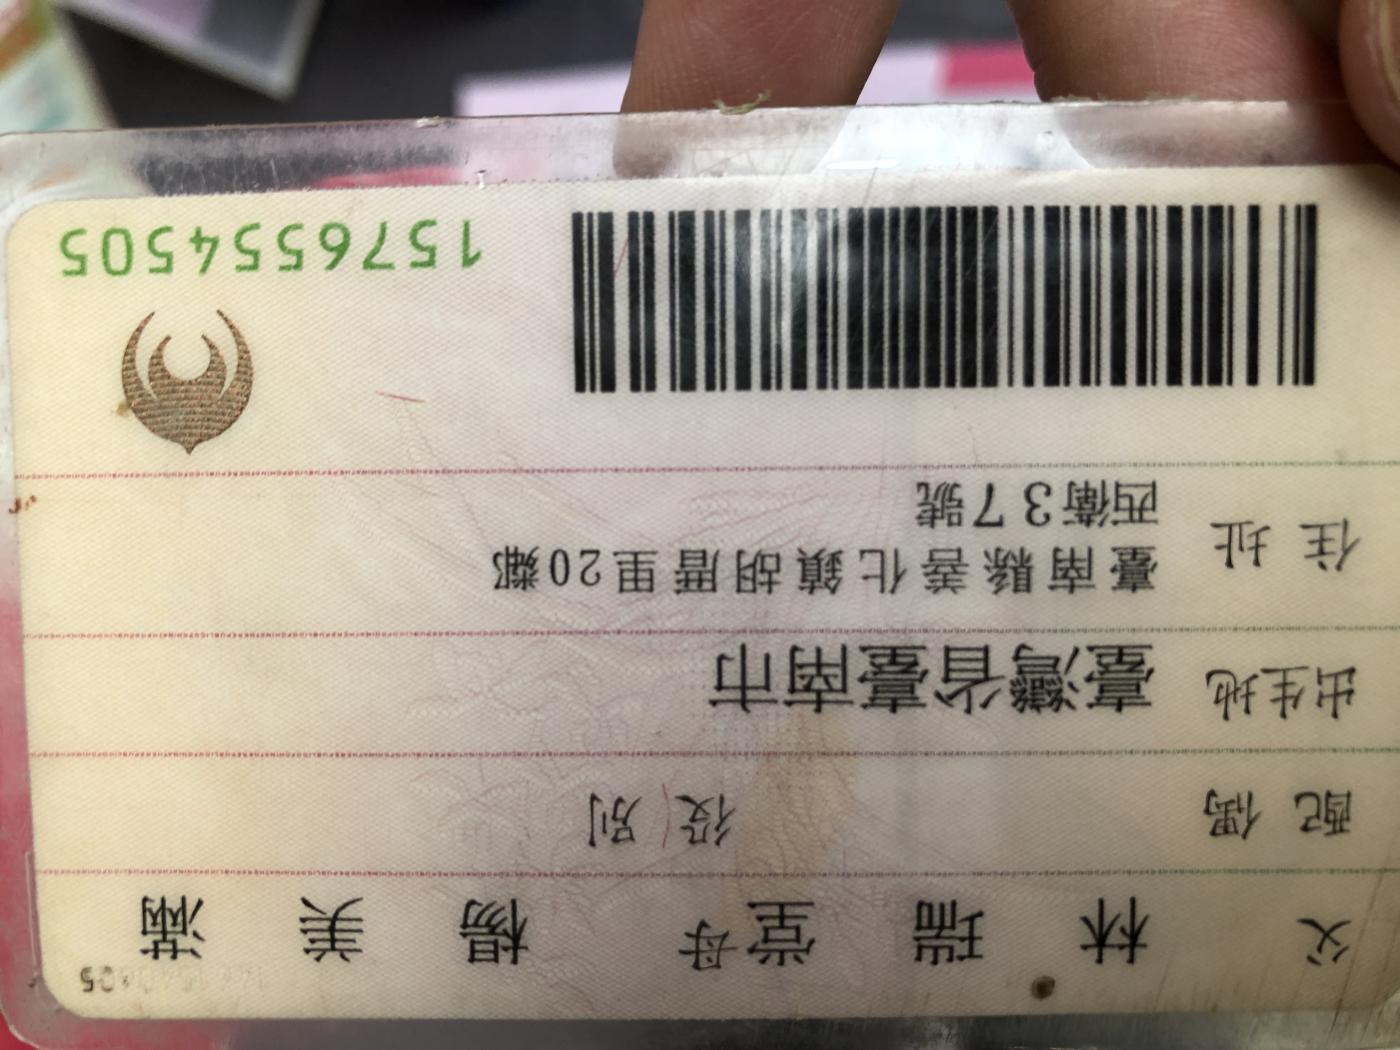 父 林瑞堂 母 楊美滿
配偶 役別
出生地 臺灣省臺南市
住址 臺南縣善化鎮胡厝里20鄰
西衛37號
1576554505